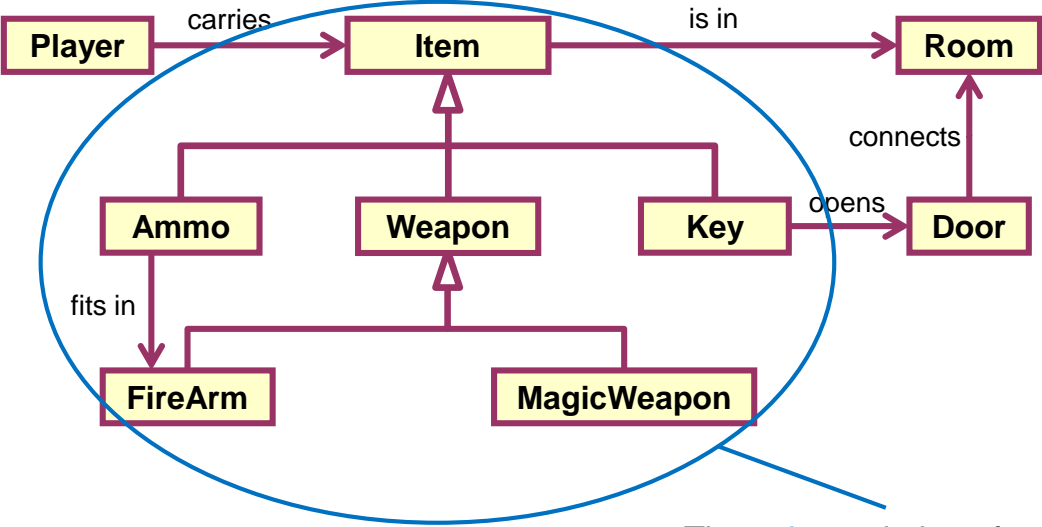 carries
is in
Player
Item
Room
connects
opens
Ammo
Weapon
Key
Door
fits in
FireArm
MagicWeapon